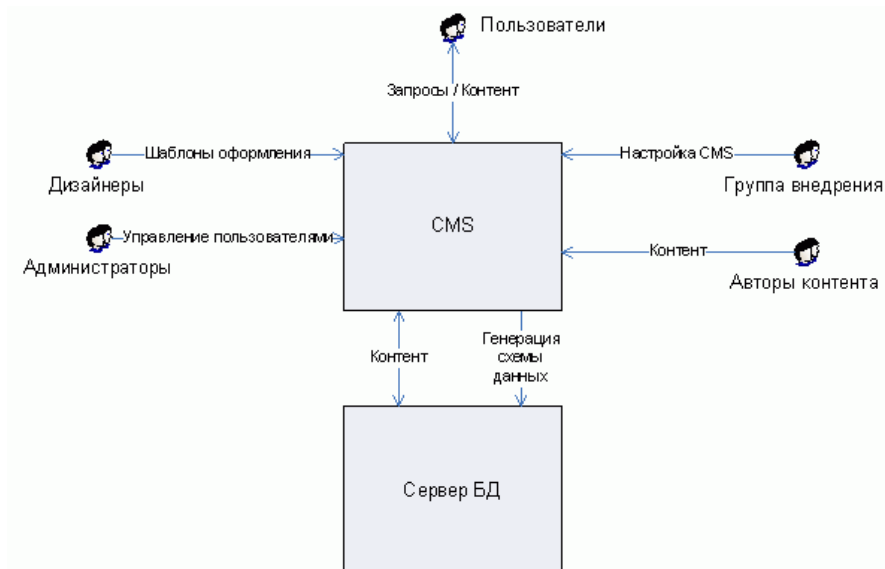 Пользователи
Запросы / Контент
Шаблоны оформления
Настройка CMS
Дизайнеры
Группа внедрения
CMS
Управление пользователями
Контент
Администраторы
Авторы контента
Контент
Генерация
схемы
данных
Сервер БД